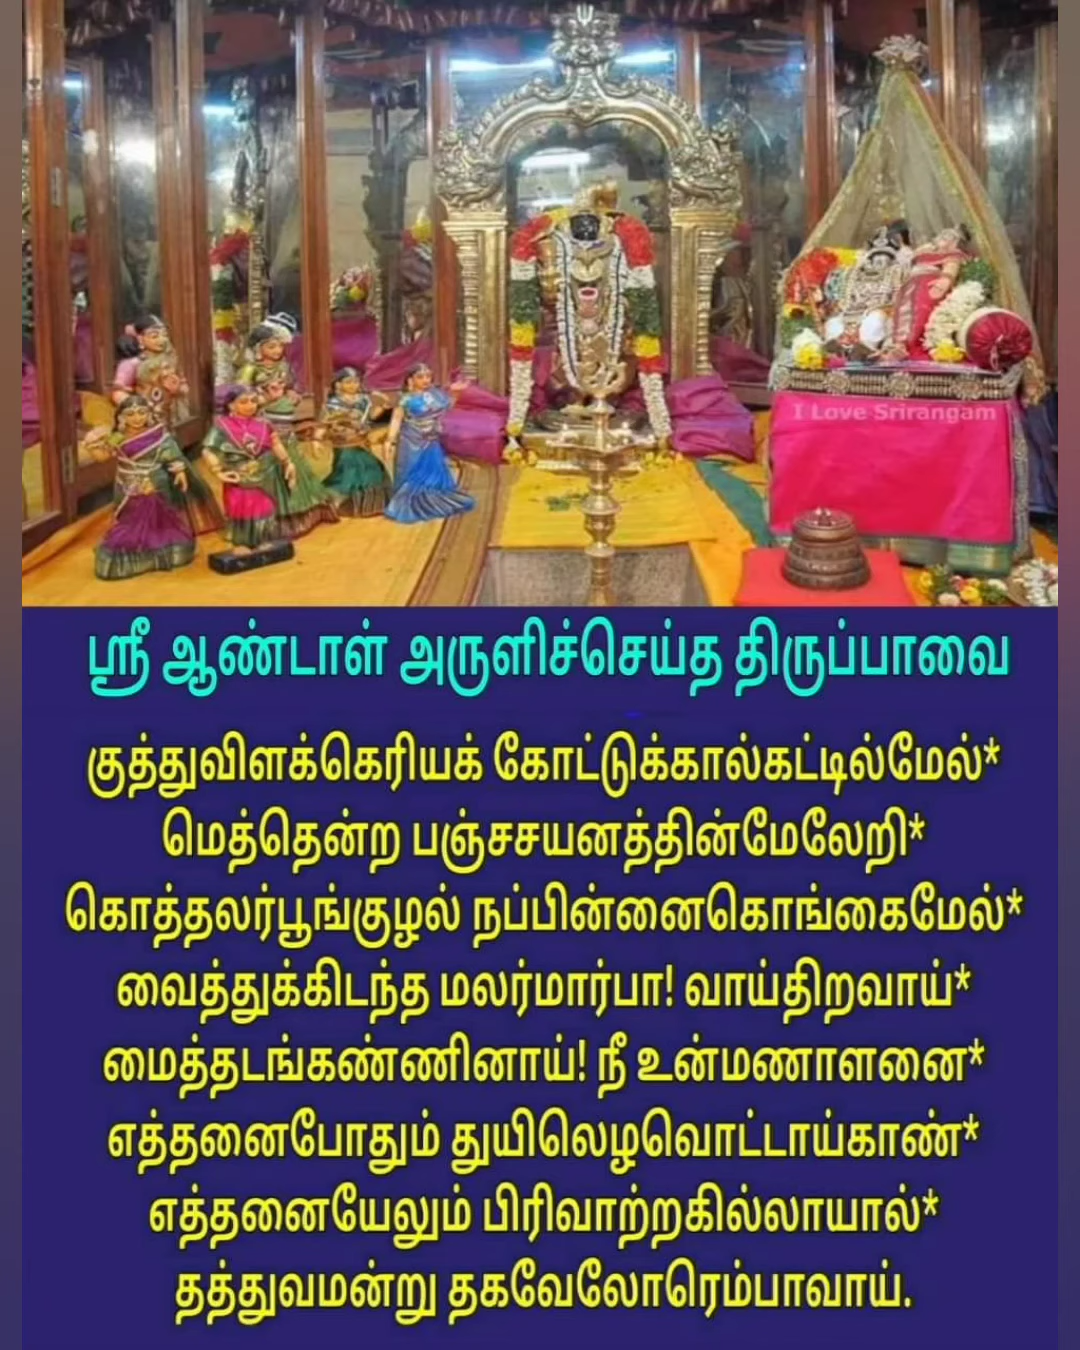 I Love Srirangam
ஸ்ரீ ஆண்டாள் அருளிச்செய்த திருப்பாவை
குத்துவிளக்கெரியக் கோட்டுக்கால்கட்டில்மேல்*
மெத்தென்ற பஞ்சசயனத்தின்மேலேறி*
கொத்தலர்பூங்குழல் நப்பின்னைகொங்கைமேல்*
வைத்துக்கிடந்த மலர்மார்பா! வாய்திறவாய்*
மைத்தடங்கண்ணினாய்! நீ உன்மணாளனை*
எத்தனைபோதும் துயிலெழவொட்டாய்காண்*
எத்தனையேலும் பிரிவாற்றகில்லாயால்*
தத்துவமன்று தகவேலோரெம்பாவாய்.